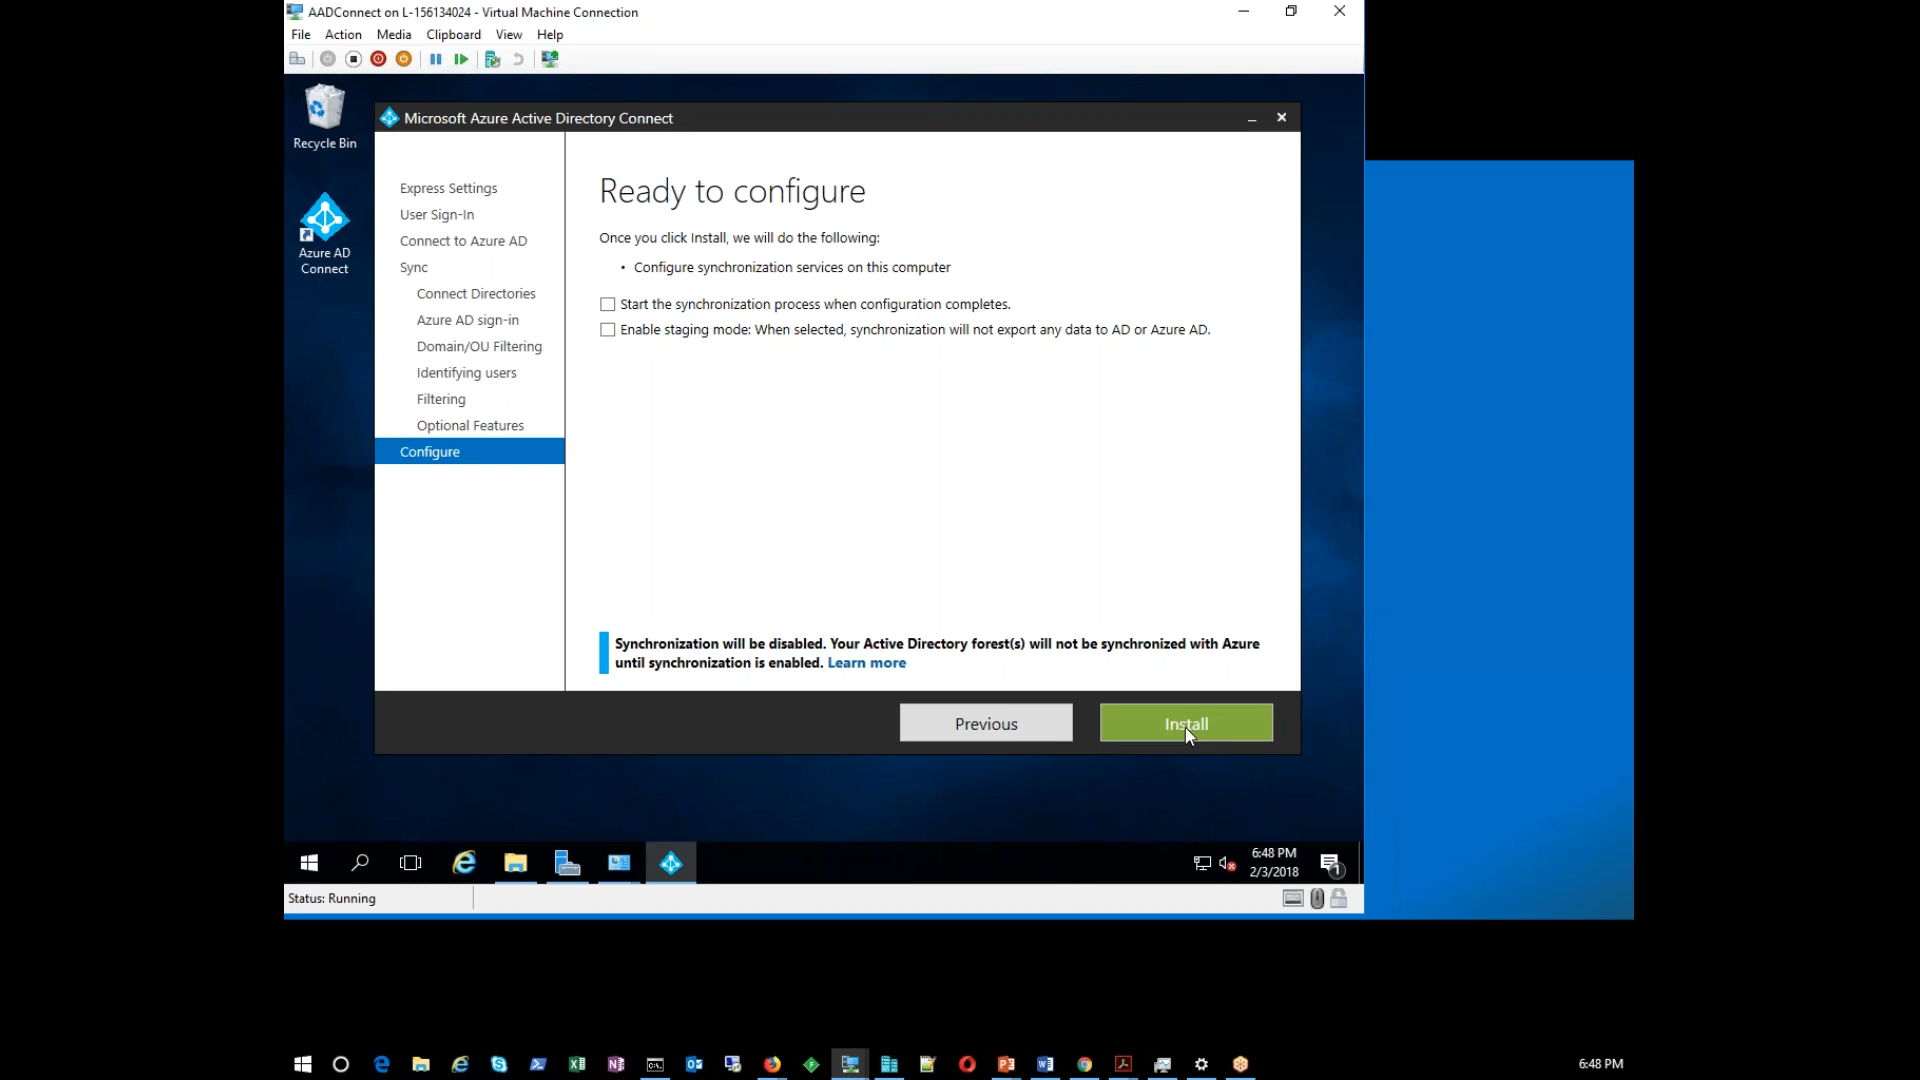 AADConnect on L-156134024 - Virtual Machine Connection
File Action Media Clipboard View Help
Recycle Bin
Azure AD
Connect
Microsoft Azure Active Directory Connect
Express Settings
User Sign-In
Connect to Azure AD
Sync
Connect Directories
Azure AD sign-in
Domain/OU Filtering
Identifying users
Filtering
Optional Features
Configure
Ready to configure
Once you click Install, we will do the following:
• Configure synchronization services on this computer
Start the synchronization process when configuration completes.
Enable staging mode: When selected, synchronization will not export any data to AD or Azure AD.
Synchronization will be disabled. Your Active Directory forest(s) will not be synchronized with Azure
until synchronization is enabled. Learn more
Previous Install
6:48 PM
2/3/2018
1
Status: Running
6:48 PM